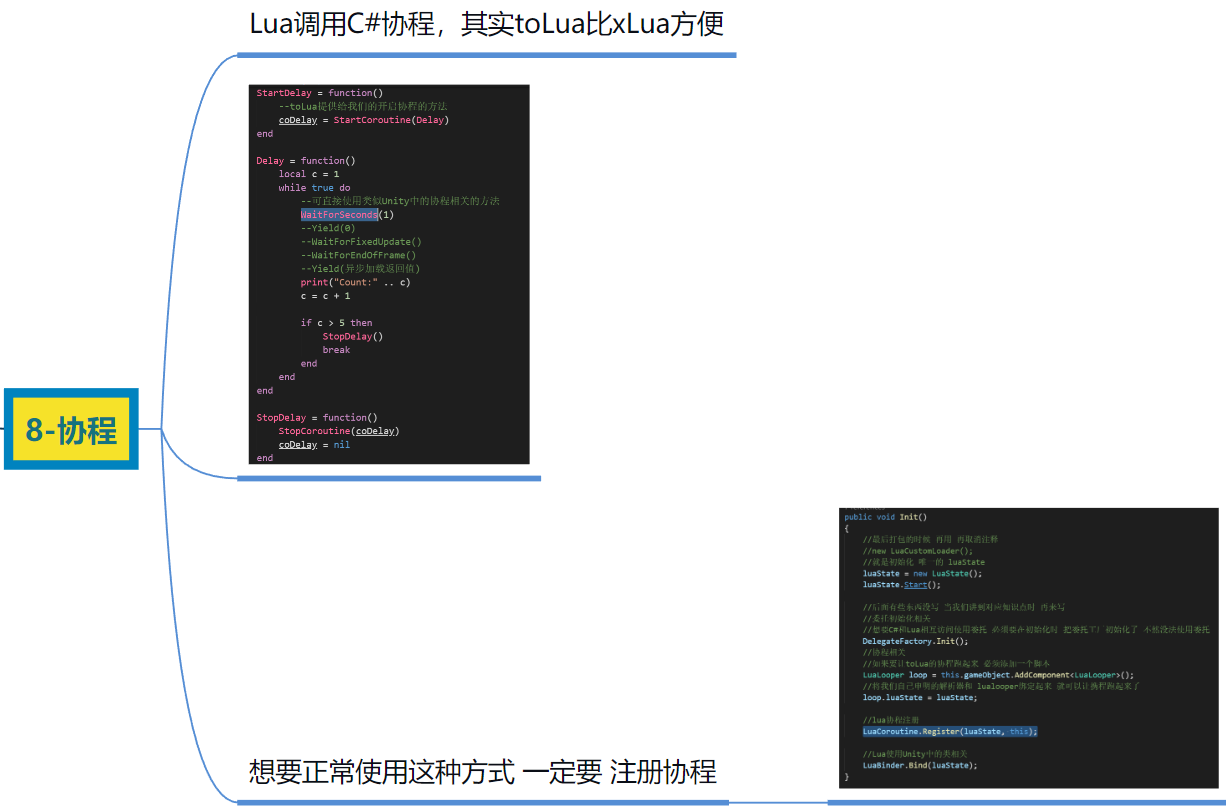 Lua调用C#协程，其实toLua比xLua方便
StartDelay = function()
--toLua提供给我们的开启协程的方法
coDelay = StartCoroutine(Delay)
end
Delay = function()
local c = 1
while true do
--可直接使用类似Unity中的协程相关的方法
WaitForSeconds(1)
--Yield(0)
--WaitForFixedUpdate()
--WaitForEndOfFrame()
--Yield(异步加载返回值)
print("Count:" .. c)
c = c + 1
if c > 5 then
StopDelay()
break
end
end
end
StopDelay = function()
StopCoroutine(coDelay)
coDelay = nil
end
8-协程
想要正常使用这种方式 一定要 注册协程
public void Init()
{
//最后打包的时候 再用 再取消注释
//new LuaCustomLoader();
//就是初始化 唯一的 luaState
luaState = new LuaState();
luaState.Start();
//后面有些东西没写 当我们讲到对应知识点时 再来写
//委托初始化相关
//想要C#和Lua相互访问使用委托 必须要在初始化时 把委托工厂初始化了 不然没法使用委托
DelegateFactory.Init();
//协程相关
//如果要让toLua的协程跑起来 必须添加一个脚本
LuaLooper loop = this.gameObject.AddComponent<LuaLooper>();
//将我们自己申明的解析器和 lualooper绑定起来 就可以让携程跑起来了
loop.luaState = luaState;
//lua协程注册
LuaCoroutine.Register(luaState, this);
//Lua使用Unity中的类相关
LuaBinder.Bind(luaState);
}